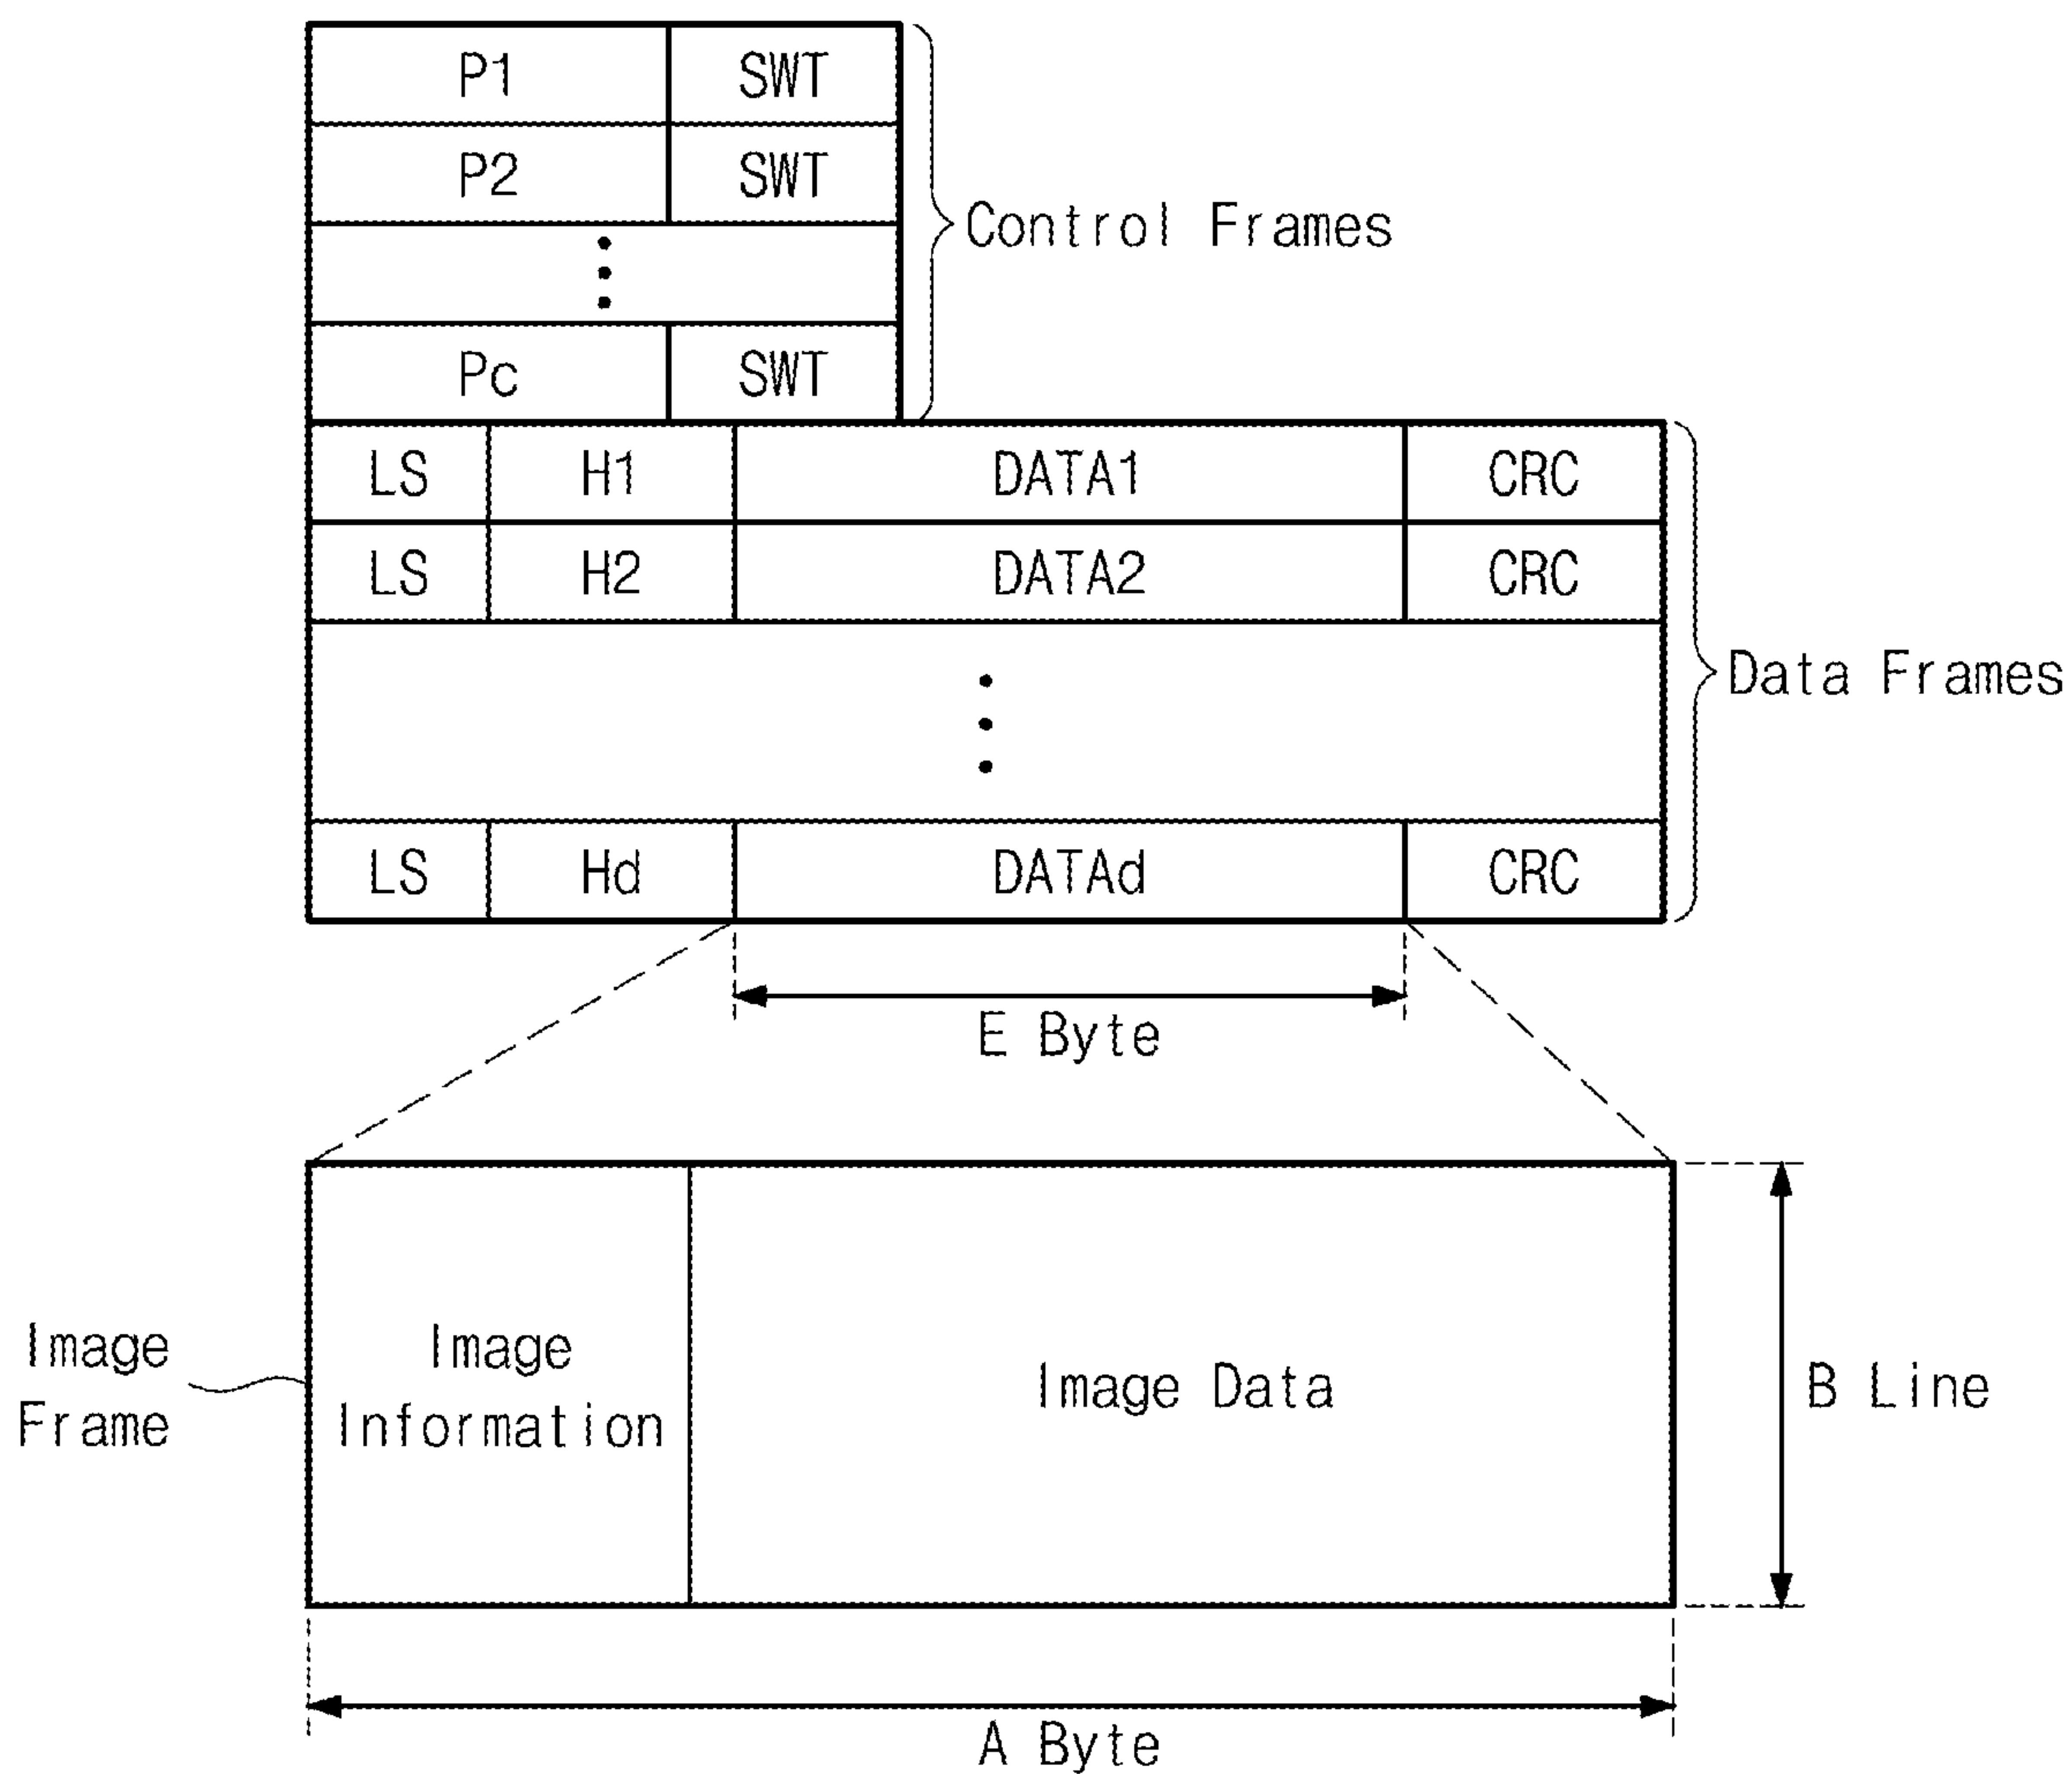 P1 SWT
P2 SWT
Control Frames
Pc SWT
LS H1 DATA1 CRC
LS H2 DATA2 CRC
Data Frames
LS Hd DATAd CRC
E Byte
Image
Frame
Image
Information
Image Data
B Line
A Byte